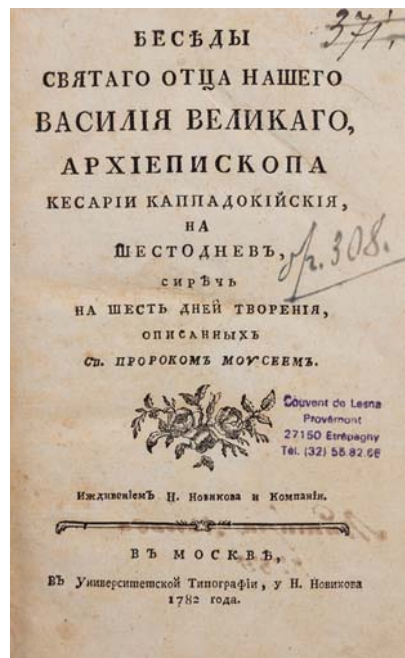 371.
БЕСѢДЫ
СВЯТАГО ОТЦА НАШЕГО
ВАСИЛІЯ ВЕЛИКАГО,
АРХІЕПИСКОПА
КЕСАРІИ КАППАДОКІЙСКІЯ,
НА
ШЕСТОДНЕВЪ,
СИРѢЧЬ
НА ШЕСТЬ ДНЕЙ ТВОРЕНІЯ,
ОПИСАННЫХЪ
Св. ПРОРОКОМЪ МОѴСЕЕМЪ.
308.
Couvent de Lesna
Provémont
27150 Etrépagny
Tél. (32) 55.82.66
Иждивеніемъ Н. Новикова и Компаніи.
ВЪ МОСКВѢ,
ВЪ Университетской Типографіи, у Н. Новикова
1782 года.